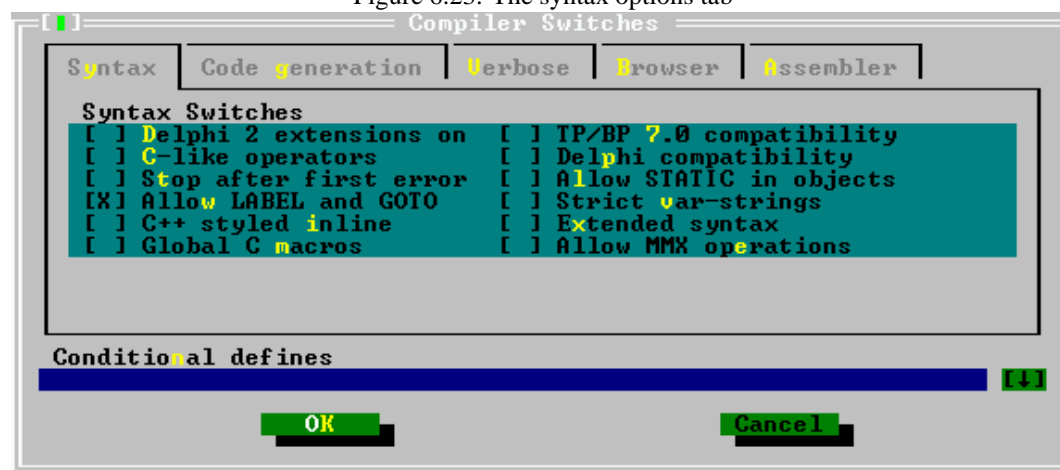 Figure 6.23: The syntax options tab
[ ] Compiler Switches
Syntax Code generation Verbose Browser Assembler
Syntax Switches
[ ] Delphi 2 extensions on [ ] TP/BP 7.0 compatibility
[ ] C-like operators [ ] Delphi compatibility
[ ] Stop after first error [ ] Allow STATIC in objects
[X] Allow LABEL and GOTO [ ] Strict var-strings
[ ] C++ styled inline [ ] Extended syntax
[ ] Global C macros [ ] Allow MMX operations
Conditional defines
[↓]
OK Cancel